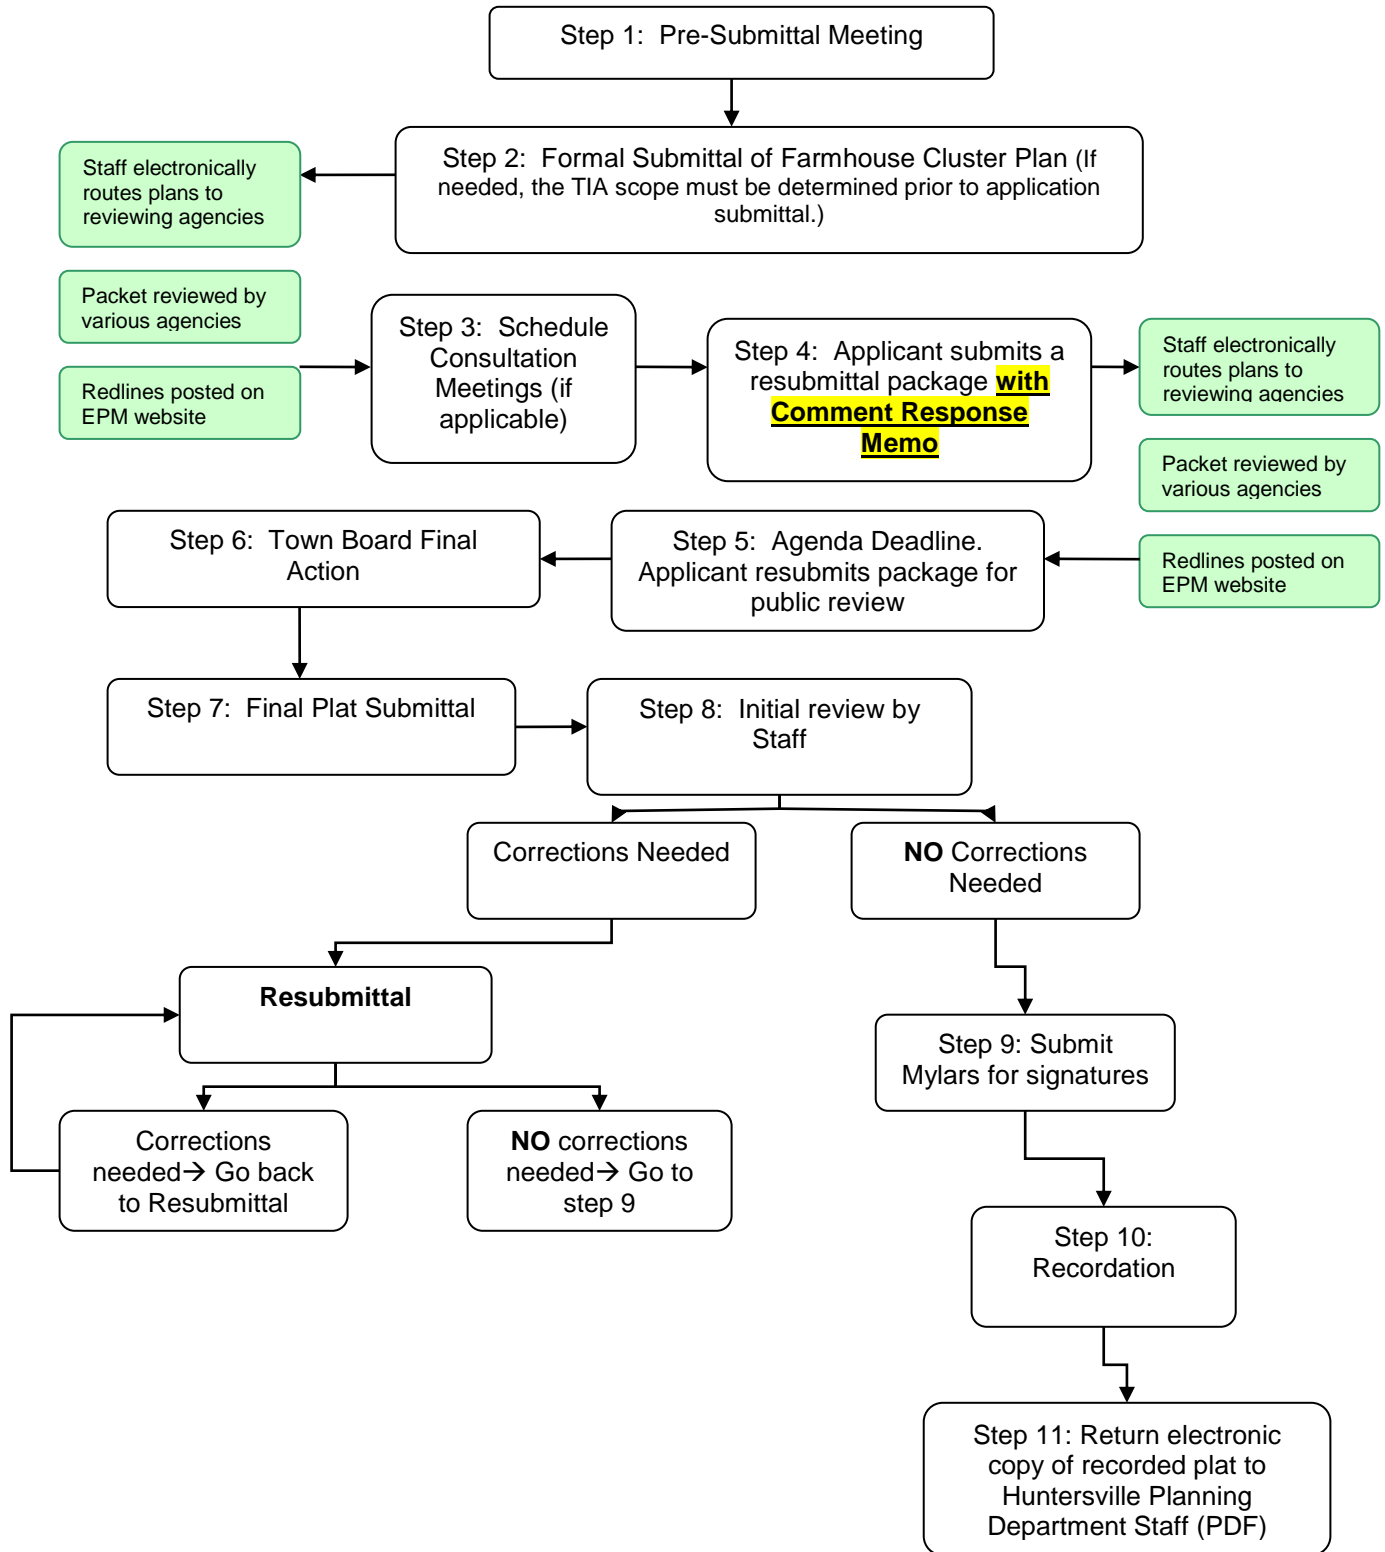 Step 1:  Pre-Submittal Meeting
Step 2:  Formal Submittal of Farmhouse Cluster Plan (If
needed, the TIA scope must be determined prior to application
submittal.)
Staff electronically
routes plans to
reviewing agencies
Packet reviewed by
various agencies
Redlines posted on
EPM website
Step 3:  Schedule
Consultation
Meetings (if
applicable)
Step 4:  Applicant submits a
resubmittal package with
Comment Response
Memo
Staff electronically
routes plans to
reviewing agencies
Packet reviewed by
various agencies
Redlines posted on
EPM website
Step 5:  Agenda Deadline.
Applicant resubmits package for
public review
Step 6:  Town Board Final
Action
Step 7:  Final Plat Submittal
Step 8:  Initial review by
Staff
Corrections Needed
NO Corrections
Needed
Resubmittal
Corrections
needed→ Go back
to Resubmittal
NO corrections
needed→ Go to
step 9
Step 9: Submit
Mylars for signatures
Step 10:
Recordation
Step 11: Return electronic
copy of recorded plat to
Huntersville Planning
Department Staff (PDF)